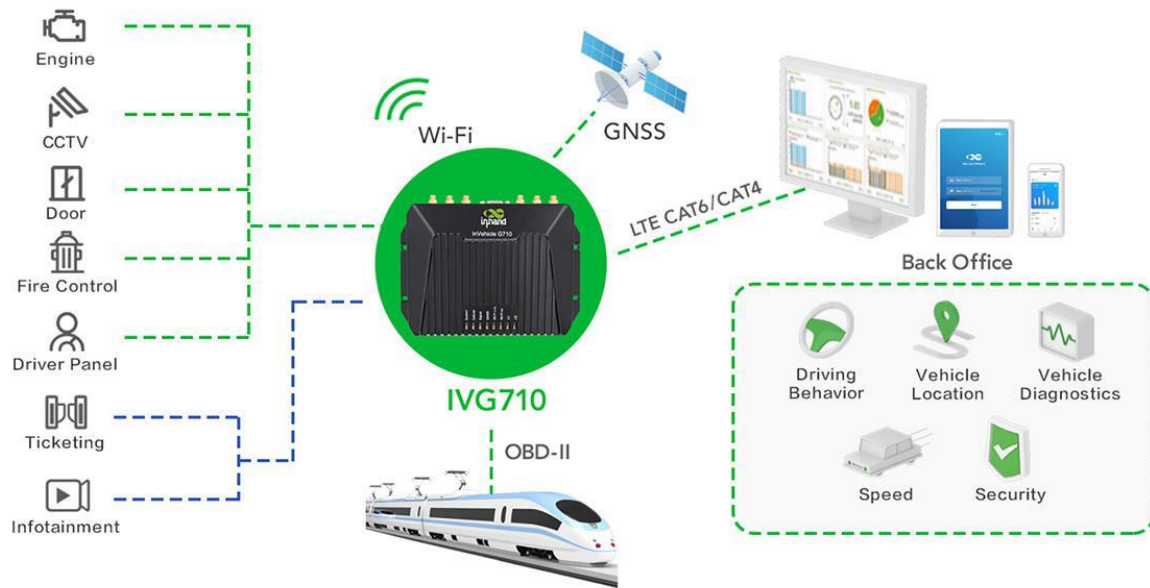 Engine
CCTV
Door
Fire Control
Driver Panel
Ticketing
Infotainment
Wi-Fi
GNSS
inhand
InVehicle G710
IVG710
OBD-II
LTE CAT6/CAT4
Back Office
Driving
Behavior
Vehicle
Location
Vehicle
Diagnostics
Speed
Security